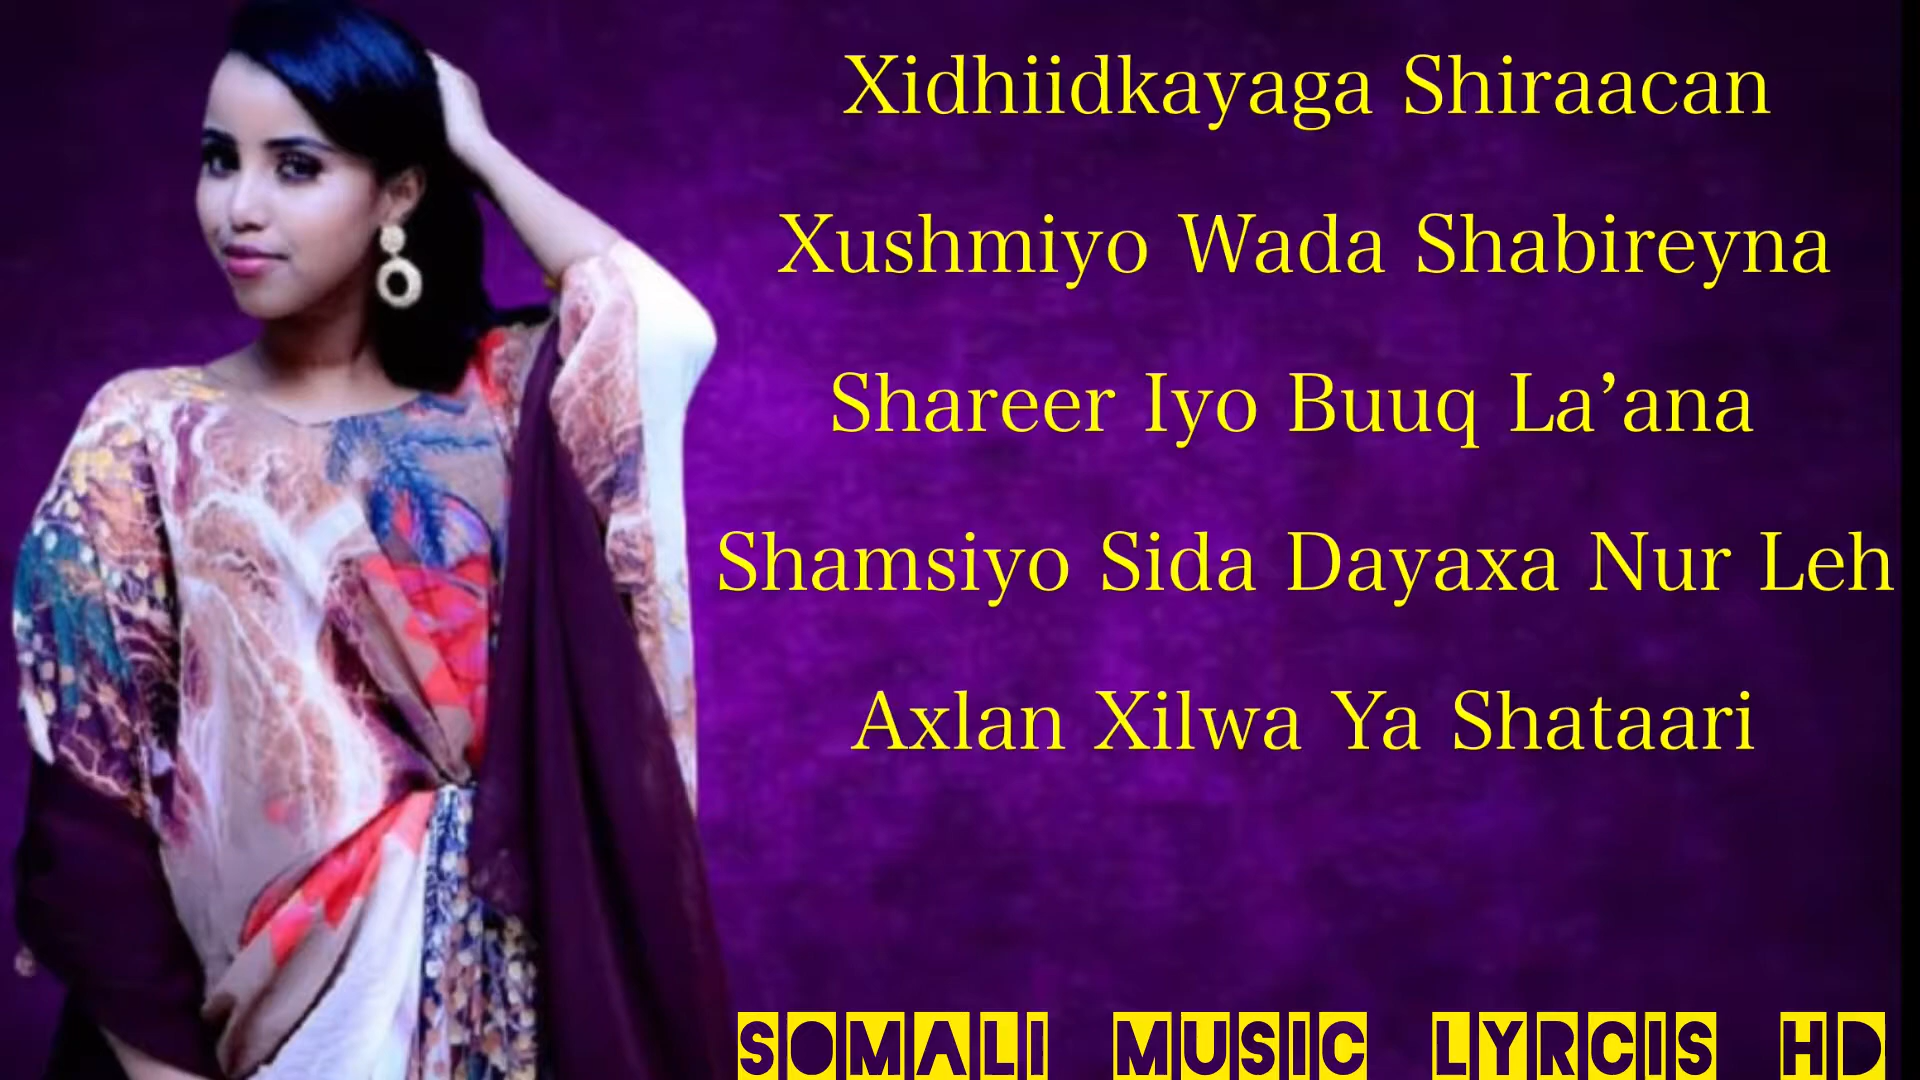 Xidhiidkayaga Shiraacan
Xushmiyo Wada Shabireyna
Shareer Iyo Buuq La’ana
Shamsiyo Sida Dayaxa Nur Leh
Axlan Xilwa Ya Shataari
SOMALI MUSIC LYRCIS HD